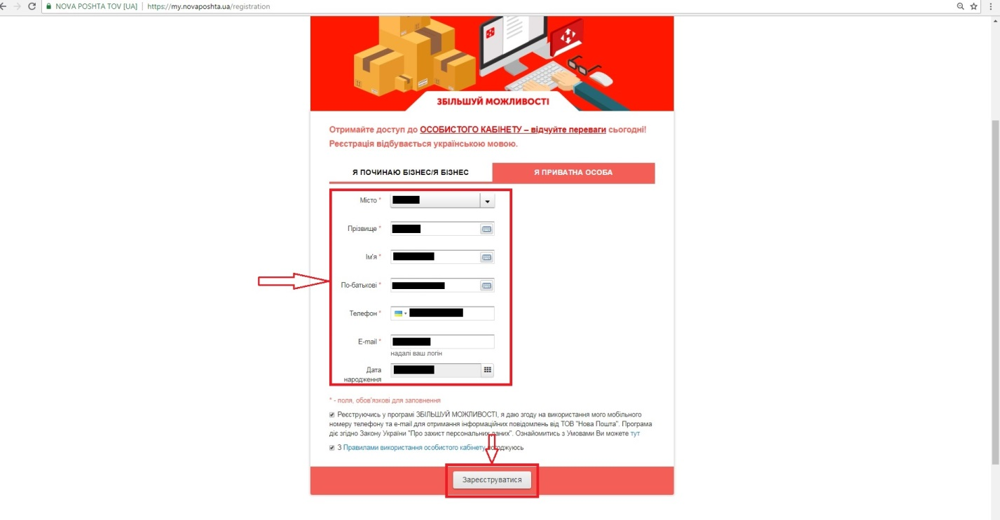 NOVA POSHTA TOV [UA] https://my.novaposhta.ua/registration
ЗБІЛЬШУЙ МОЖЛИВОСТІ
Отримайте доступ до ОСОБИСТОГО КАБІНЕТУ – відчуйте переваги сьогодні!
Реєстрація відбувається українською мовою.
Я ПОЧИНАЮ БІЗНЕС/Я БІЗНЕС Я ПРИВАТНА ОСОБА
Місто *
Прізвище *
Ім'я *
По-батькові *
Телефон *
E-mail *
надалі ваш логін
Дата
народження
* - поля, обов'язкові для заповнення
Реєструючись у програмі ЗБІЛЬШУЙ МОЖЛИВОСТІ, я даю згоду на використання мого мобільного
номеру телефону та e-mail для отримання інформаційних повідомлень від ТОВ "Нова Пошта". Програма
діє згідно Закону України "Про захист персональних даних". Ознайомитись з Умовами Ви можете тут
З Правилами використання особистого кабінету погоджуюсь
Зареєструватися